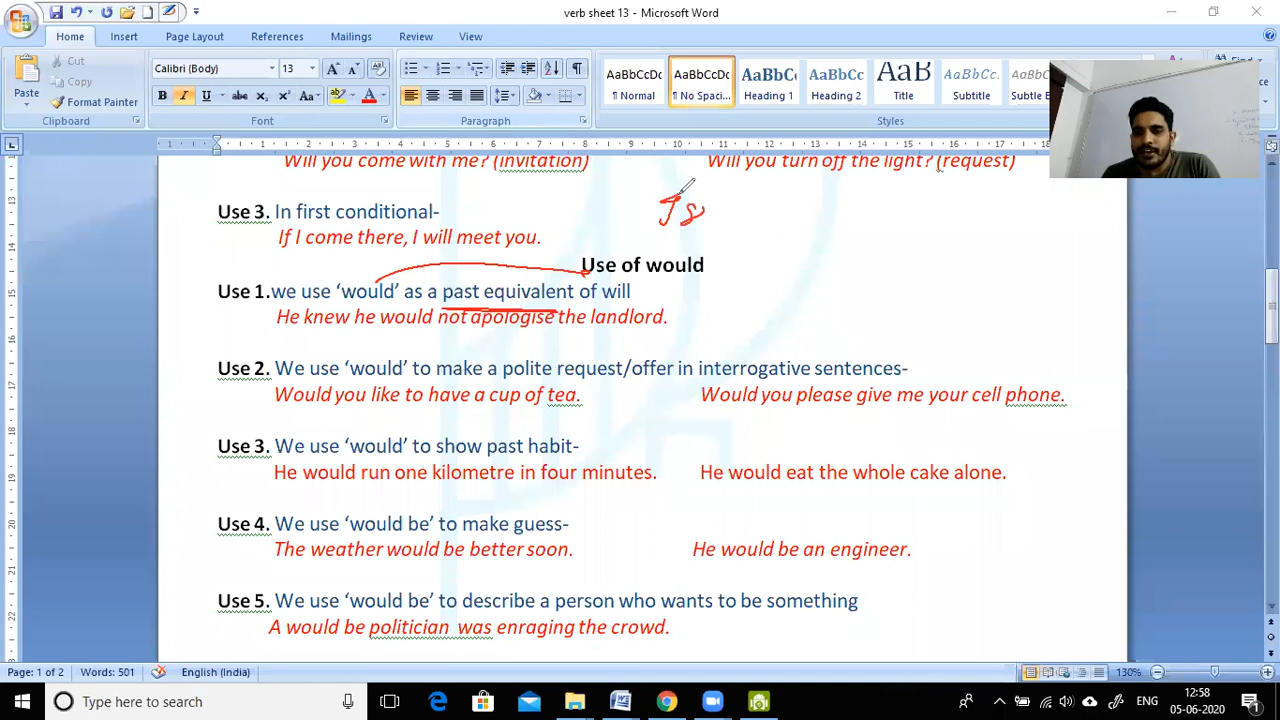 verb sheet 13 - Microsoft Word
Home Insert Page Layout References Mailings Review View
Cut
Copy
Format Painter
Paste
Clipboard
Calibri (Body) 13
Font
Paragraph
AaBbCcDc AaBbCcDc AaBbCc AaBbCc AaB AaBbCc. AaBbCc
¶ Normal ¶ No Spaci... Heading 1 Heading 2 Title Subtitle Subtle E
Styles
Will you come with me? (invitation) Will you turn off the light? (request)
Is
Use 3. In first conditional-
If I come there, I will meet you.
Use of would
Use 1.we use ‘would’ as a past equivalent of will
He knew he would not apologise the landlord.
Use 2. We use ‘would’ to make a polite request/offer in interrogative sentences-
Would you like to have a cup of tea. Would you please give me your cell phone.
Use 3. We use ‘would’ to show past habit-
He would run one kilometre in four minutes. He would eat the whole cake alone.
Use 4. We use ‘would be’ to make guess-
The weather would be better soon. He would be an engineer.
Use 5. We use ‘would be’ to describe a person who wants to be something
A would be politician was enraging the crowd.
Page: 1 of 2 Words: 501 English (India) 130%
Type here to search
ENG
12:58
05-06-2020